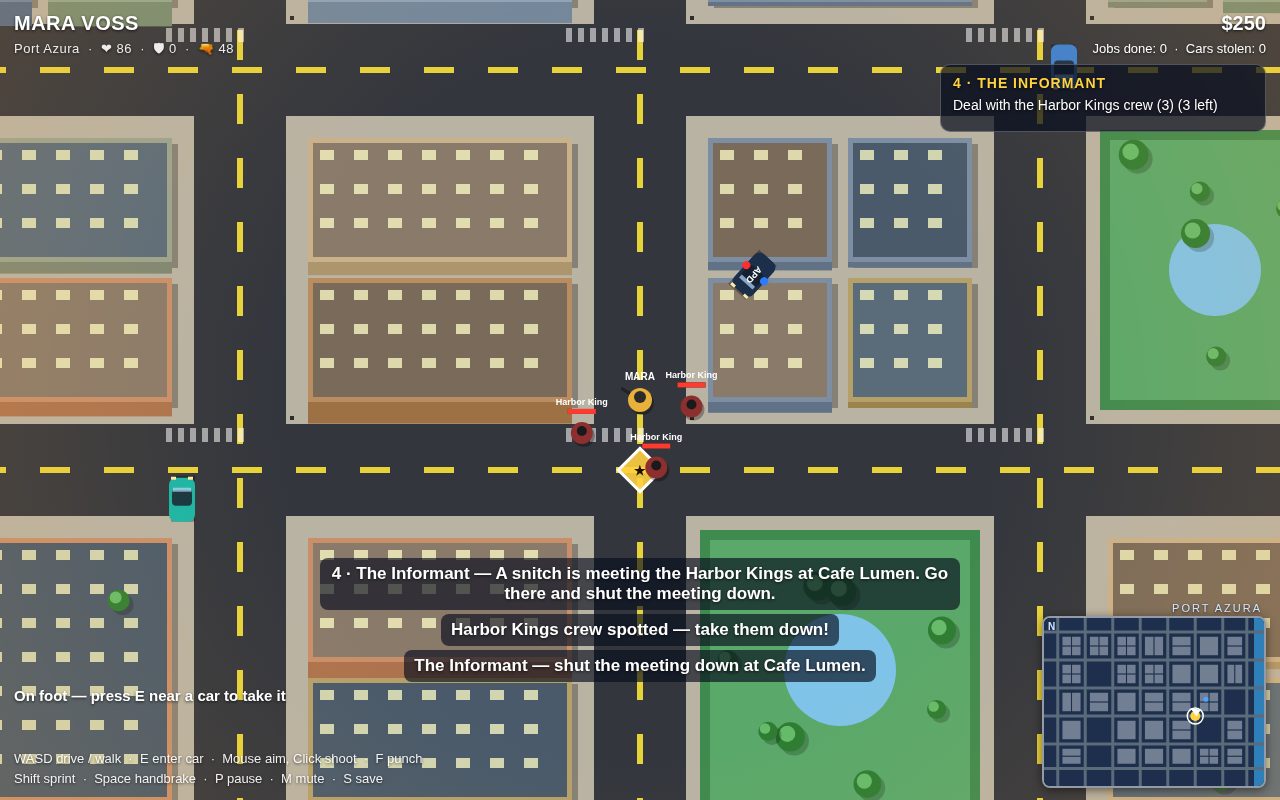 MARA VOSS
Port Azura · ❤ 86 · 🛡 0 · 🔫 48
$250
Jobs done: 0 · Cars stolen: 0
4 · THE INFORMANT
Deal with the Harbor Kings crew (3) (3 left)
APD
MARA
Harbor King
Harbor King
Harbor King
4 · The Informant — A snitch is meeting the Harbor Kings at Cafe Lumen. Go
there and shut the meeting down.
Harbor Kings crew spotted — take them down!
The Informant — shut the meeting down at Cafe Lumen.
On foot — press E near a car to take it
WASD drive / walk · E enter car · Mouse aim, Click shoot · F punch
Shift sprint · Space handbrake · P pause · M mute · S save
PORT AZURA
N